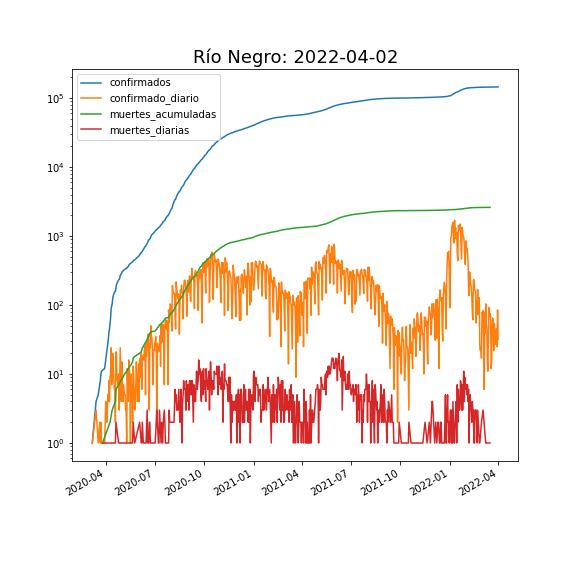 Río Negro: 2022-04-02
confirmados
confirmado_diario
muertes_acumuladas
muertes_diarias
10^5
10^4
10^3
10^2
10^1
10^0
2020-04 2020-07 2020-10 2021-01 2021-04 2021-07 2021-10 2022-01 2022-04